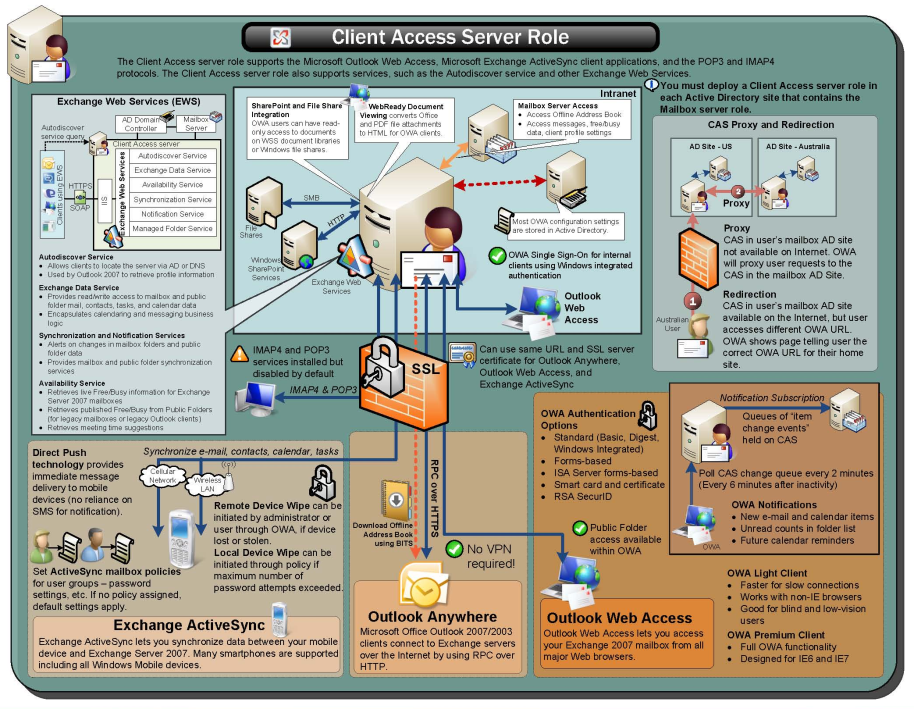 Client Access Server Role
The Client Access server role supports the Microsoft Outlook Web Access, Microsoft Exchange ActiveSync client applications, and the POP3 and IMAP4
protocols. The Client Access server role also supports services, such as the Autodiscover service and other Exchange Web Services.
Exchange Web Services (EWS)
AD Domain
Controller
Mailbox
Server
Autodiscover
service query
Client Access server
Clients using EWS
HTTPS
SOAP
IIS
Exchange Web Services
Autodiscover Service
Exchange Data Service
Availability Service
Synchronization Service
Notification Service
Managed Folder Service
Autodiscover Service
• Allows clients to locate the server via AD or DNS
• Used by Outlook 2007 to retrieve profile information
Exchange Data Service
• Provides read/write access to mailbox and public
folder mail, contacts, tasks, and calendar data
• Encapsulates calendaring and messaging business
logic
Synchronization and Notification Services
• Alerts on changes in mailbox folders and public
folder data
• Provides mailbox and public folder synchronization
services
Availability Service
• Retrieves live Free/Busy information for Exchange
Server 2007 mailboxes
• Retrieves published Free/Busy from Public Folders
(for legacy mailboxes or legacy Outlook clients)
• Retrieves meeting time suggestions
Intranet
SharePoint and File Share
Integration
OWA users can have read-
only access to documents
on WSS document libraries
or Windows file shares.
WebReady Document
Viewing converts Office
and PDF file attachments
to HTML for OWA clients.
Mailbox Server Access
• Access Offline Address Book
• Access messages, free/busy
data, client profile settings
SMB
HTTP
File
Shares
Windows
SharePoint
Services
Exchange Web
Services
Most OWA configuration settings
are stored in Active Directory.
OWA Single Sign-On for internal
clients using Windows integrated
authentication
Outlook
Web
Access
You must deploy a Client Access server role in
each Active Directory site that contains the
Mailbox server role.
CAS Proxy and Redirection
AD Site - US
AD Site - Australia
2
Proxy
1
Australian
User
Proxy
CAS in user's mailbox AD site
not available on Internet. OWA
will proxy user requests to the
CAS in the mailbox AD Site.
Redirection
CAS in user's mailbox AD site
available on the Internet, but user
accesses different OWA URL.
OWA shows page telling user the
correct OWA URL for their home
site.
IMAP4 and POP3
services installed but
disabled by default
IMAP4 & POP3
SSL
Can use same URL and SSL server
certificate for Outlook Anywhere,
Outlook Web Access, and
Exchange ActiveSync
Direct Push
technology provides
immediate message
delivery to mobile
devices (no reliance on
SMS for notification).
Synchronize e-mail, contacts, calendar, tasks
Cellular
Network
Wireless
LAN
Remote Device Wipe can be
initiated by administrator or
user through OWA, if device
lost or stolen.
Local Device Wipe can be
initiated through policy if
maximum number of
password attempts exceeded.
Set ActiveSync mailbox policies
for user groups – password
settings, etc. If no policy assigned,
default settings apply.
Exchange ActiveSync
Exchange ActiveSync lets you synchronize data between your mobile
device and Exchange Server 2007. Many smartphones are supported
including all Windows Mobile devices.
RPC over HTTPS
Download Offline
Address Book
using BITS
No VPN
required!
Outlook Anywhere
Microsoft Office Outlook 2007/2003
clients connect to Exchange servers
over the Internet by using RPC over
HTTP.
OWA Authentication
Options
• Standard (Basic, Digest,
Windows Integrated)
• Forms-based
• ISA Server forms-based
• Smart card and certificate
• RSA SecurID
Public Folder
access available
within OWA
Outlook Web Access
Outlook Web Access lets you access
your Exchange 2007 mailbox from all
major Web browsers.
Notification Subscription
Queues of "item
change events"
held on CAS
Poll CAS change queue every 2 minutes
(Every 6 minutes after inactivity)
OWA
OWA Notifications
• New e-mail and calendar items
• Unread counts in folder list
• Future calendar reminders
OWA Light Client
• Faster for slow connections
• Works with non-IE browsers
• Good for blind and low-vision
users
OWA Premium Client
• Full OWA functionality
• Designed for IE6 and IE7